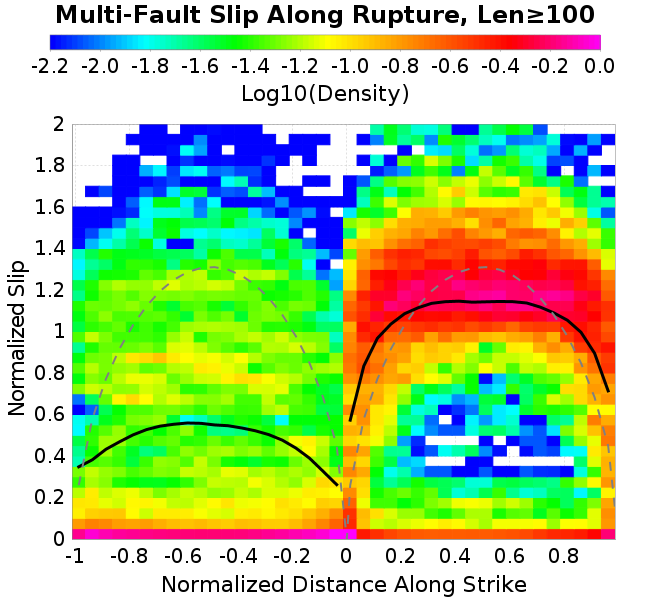 Multi-Fault Slip Along Rupture, Len≥100
-2.2 -2.0 -1.8 -1.6 -1.4 -1.2 -1.0 -0.8 -0.6 -0.4 -0.2 0.0
Log10(Density)
2
1.8
1.6
1.4
1.2
1
0.8
0.6
0.4
0.2
0
Normalized Slip
-1 -0.8 -0.6 -0.4 -0.2 0 0.2 0.4 0.6 0.8
Normalized Distance Along Strike